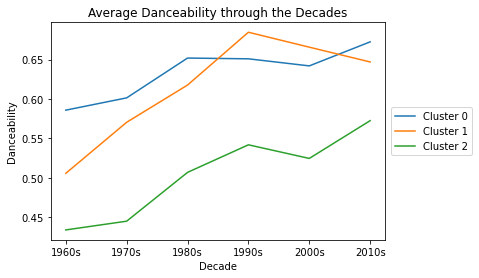 Average Danceability through the Decades
Danceability
0.65
0.60
0.55
0.50
0.45
1960s 1970s 1980s 1990s 2000s 2010s
Decade
Cluster 0
Cluster 1
Cluster 2